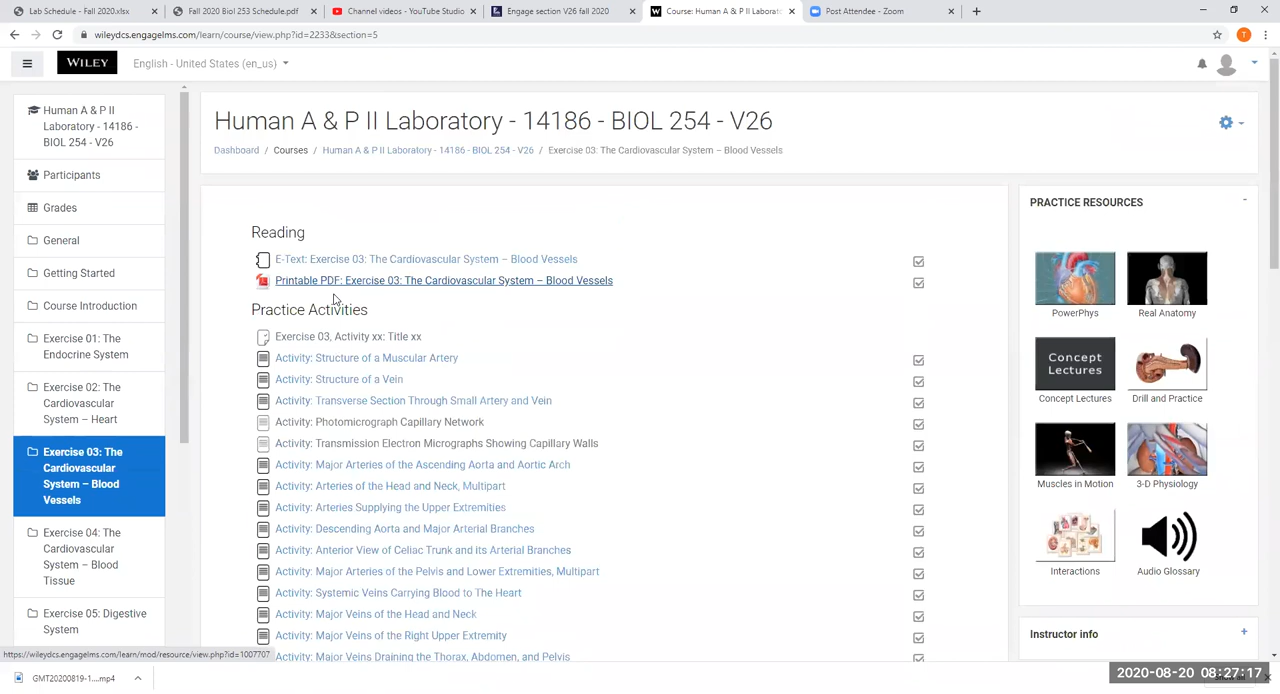 Lab Schedule - Fall 2020.xlsx
Fall 2020 Biol 253 Schedule.pdf
Channel videos - YouTube Studio
Engage section V26 fall 2020
Course: Human A & P II Laborato
Post Attendee - Zoom
wileydcs.engagelms.com/learn/course/view.php?id=2233&section=5
T
WILEY
English - United States (en_us)
Human A & P II
Laboratory - 14186 -
BIOL 254 - V26
Participants
Grades
General
Getting Started
Course Introduction
Exercise 01: The
Endocrine System
Exercise 02: The
Cardiovascular
System – Heart
Exercise 03: The
Cardiovascular
System – Blood
Vessels
Exercise 04: The
Cardiovascular
System – Blood
Tissue
Exercise 05: Digestive
System
Human A & P II Laboratory - 14186 - BIOL 254 - V26
Dashboard / Courses / Human A & P II Laboratory - 14186 - BIOL 254 - V26 / Exercise 03: The Cardiovascular System – Blood Vessels
Reading
E-Text: Exercise 03: The Cardiovascular System – Blood Vessels
Printable PDF: Exercise 03: The Cardiovascular System – Blood Vessels
Practice Activities
Exercise 03, Activity xx: Title xx
Activity: Structure of a Muscular Artery
Activity: Structure of a Vein
Activity: Transverse Section Through Small Artery and Vein
Activity: Photomicrograph Capillary Network
Activity: Transmission Electron Micrographs Showing Capillary Walls
Activity: Major Arteries of the Ascending Aorta and Aortic Arch
Activity: Arteries of the Head and Neck, Multipart
Activity: Arteries Supplying the Upper Extremities
Activity: Descending Aorta and Major Arterial Branches
Activity: Anterior View of Celiac Trunk and its Arterial Branches
Activity: Major Arteries of the Pelvis and Lower Extremities, Multipart
Activity: Systemic Veins Carrying Blood to The Heart
Activity: Major Veins of the Head and Neck
Activity: Major Veins of the Right Upper Extremity
Activity: Major Veins Draining the Thorax, Abdomen, and Pelvis
PRACTICE RESOURCES
PowerPhys
Real Anatomy
Concept
Lectures
Concept Lectures
Drill and Practice
Muscles in Motion
3-D Physiology
Interactions
Audio Glossary
Instructor info
https://wileydcs.engagelms.com/learn/mod/resource/view.php?id=1007707
GMT20200819-1....mp4
2020-08-20 08:27:17